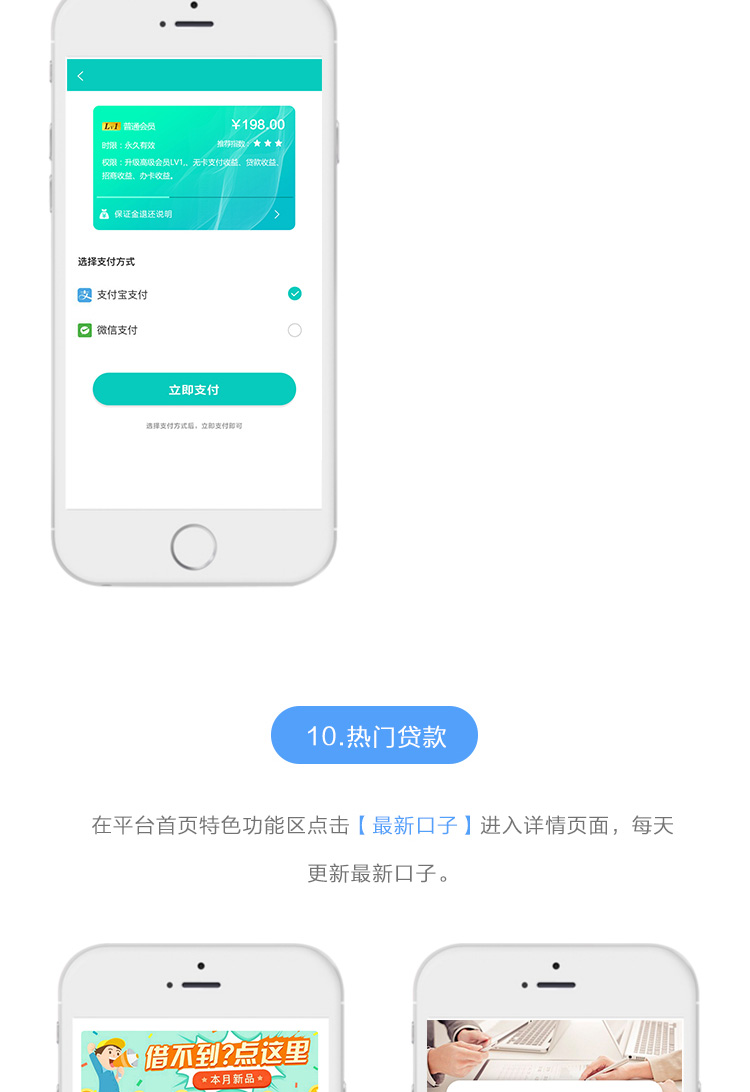 LV1 普通会员
¥198.00
时限：永久有效
推荐指数：★ ★ ★
权限：升级高级会员LV1,、无卡支付收益、贷款收益、
招商收益、办卡收益。
保证金退还说明
选择支付方式
支付宝支付
微信支付
立即支付
选择支付方式后，立即支付即可
10.热门贷款
在平台首页特色功能区点击【最新口子】进入详情页面，每天
更新最新口子。
借不到?点这里
★本月新品★